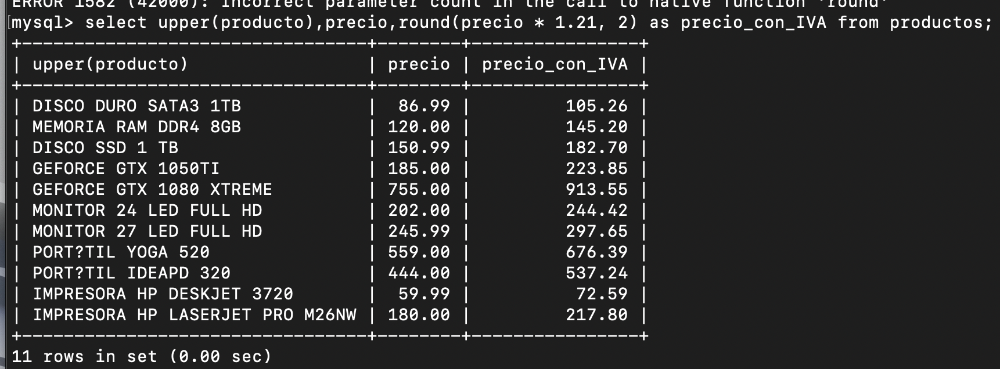 ERROR 1582 (42000): Incorrect parameter count in the call to native function 'round'
[mysql> select upper(producto),precio,round(precio * 1.21, 2) as precio_con_IVA from productos;
+---------------------------------+--------+----------------+
| upper(producto)                 | precio | precio_con_IVA |
+---------------------------------+--------+----------------+
| DISCO DURO SATA3 1TB            |  86.99 |         105.26 |
| MEMORIA RAM DDR4 8GB            | 120.00 |         145.20 |
| DISCO SSD 1 TB                  | 150.99 |         182.70 |
| GEFORCE GTX 1050TI              | 185.00 |         223.85 |
| GEFORCE GTX 1080 XTREME         | 755.00 |         913.55 |
| MONITOR 24 LED FULL HD          | 202.00 |         244.42 |
| MONITOR 27 LED FULL HD          | 245.99 |         297.65 |
| PORT?TIL YOGA 520               | 559.00 |         676.39 |
| PORT?TIL IDEAPD 320             | 444.00 |         537.24 |
| IMPRESORA HP DESKJET 3720       |  59.99 |          72.59 |
| IMPRESORA HP LASERJET PRO M26NW | 180.00 |         217.80 |
+---------------------------------+--------+----------------+
11 rows in set (0.00 sec)